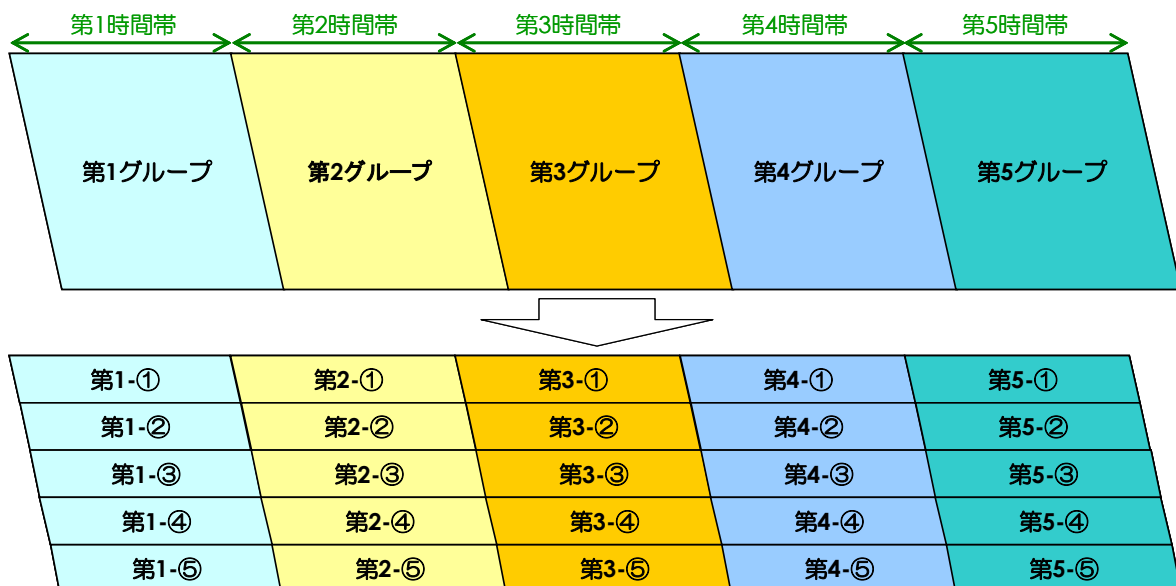 第1時間帯 第2時間帯 第3時間帯 第4時間帯 第5時間帯
第1グループ 第2グループ 第3グループ 第4グループ 第5グループ
第1-① 第2-① 第3-① 第4-① 第5-①
第1-② 第2-② 第3-② 第4-② 第5-②
第1-③ 第2-③ 第3-③ 第4-③ 第5-③
第1-④ 第2-④ 第3-④ 第4-④ 第5-④
第1-⑤ 第2-⑤ 第3-⑤ 第4-⑤ 第5-⑤